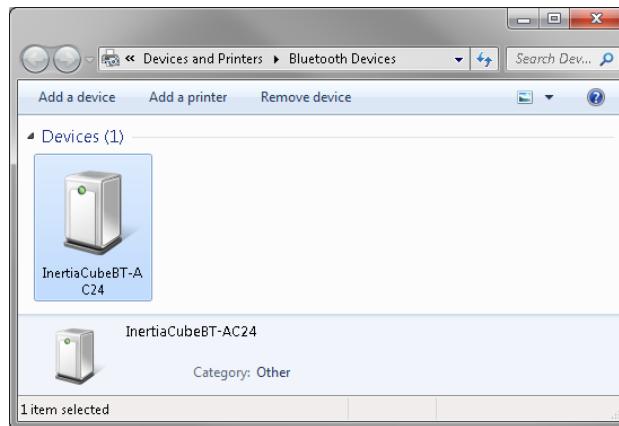 « Devices and Printers ▸ Bluetooth Devices
Search Dev...
Add a device Add a printer Remove device
Devices (1)
InertiaCubeBT-A
C24
InertiaCubeBT-AC24
Category: Other
1 item selected